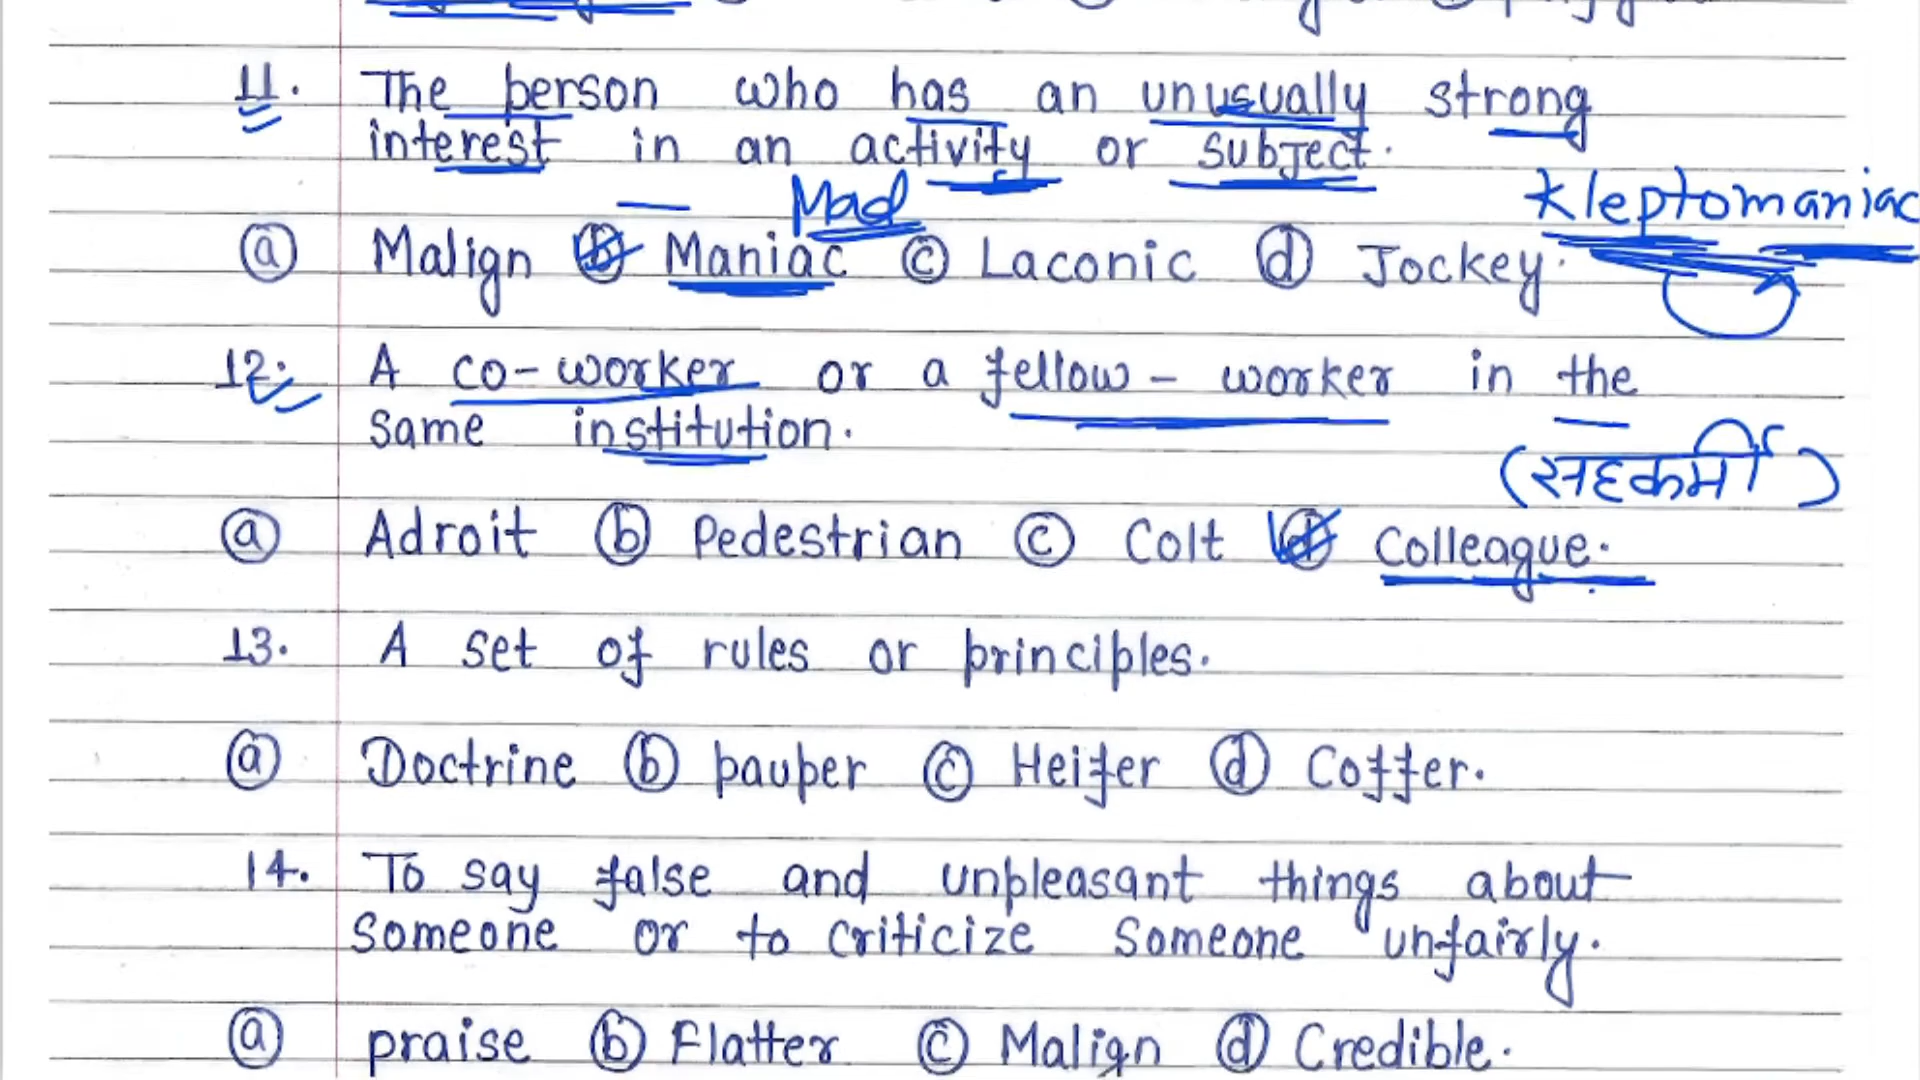 11. The person who has an unusually strong
interest in an activity or subject.
Mad
kleptomaniac
ⓐ Malign ⓑ Maniac ⓒ Laconic ⓓ Jockey.
12. A co-worker or a fellow-worker in the
same institution.
(सहकर्मी)
ⓐ Adroit ⓑ Pedestrian ⓒ Colt ⓓ Colleague.
13. A set of rules or principles.
ⓐ Doctrine ⓑ pauper ⓒ Heifer ⓓ Coffer.
14. To say false and unpleasant things about
someone or to criticize someone unfairly.
ⓐ praise ⓑ Flatter ⓒ Malign ⓓ Credible.